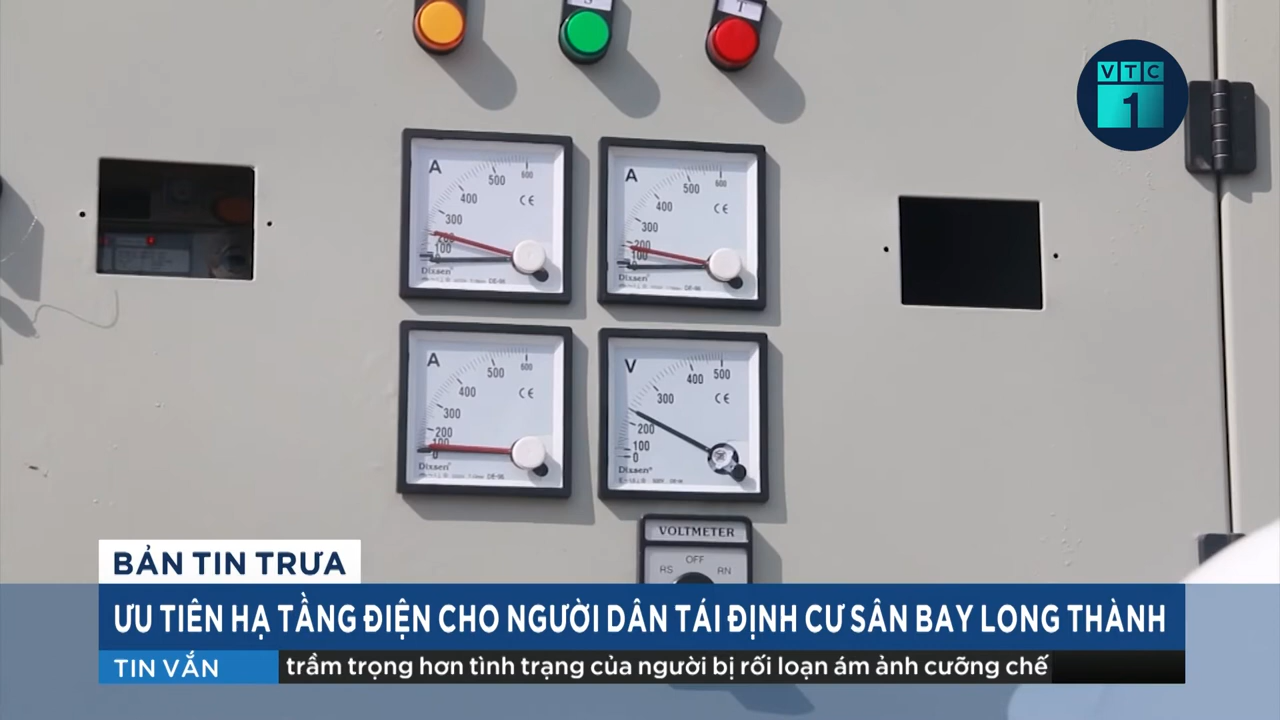 T
VTC
1
A
600
500
400
300
200
100
0
CE
Dixsen
A
600
500
400
300
200
100
0
CE
Dixsen
A
600
500
400
300
200
100
0
CE
Dixsen
V
500
400
300
200
100
0
CE
Dixsen
VOLTMETER
OFF
RS
RN
BẢN TIN TRƯA
ƯU TIÊN HẠ TẦNG ĐIỆN CHO NGƯỜI DÂN TÁI ĐỊNH CƯ SÂN BAY LONG THÀNH
TIN VẮN
trầm trọng hơn tình trạng của người bị rối loạn ám ảnh cưỡng chế